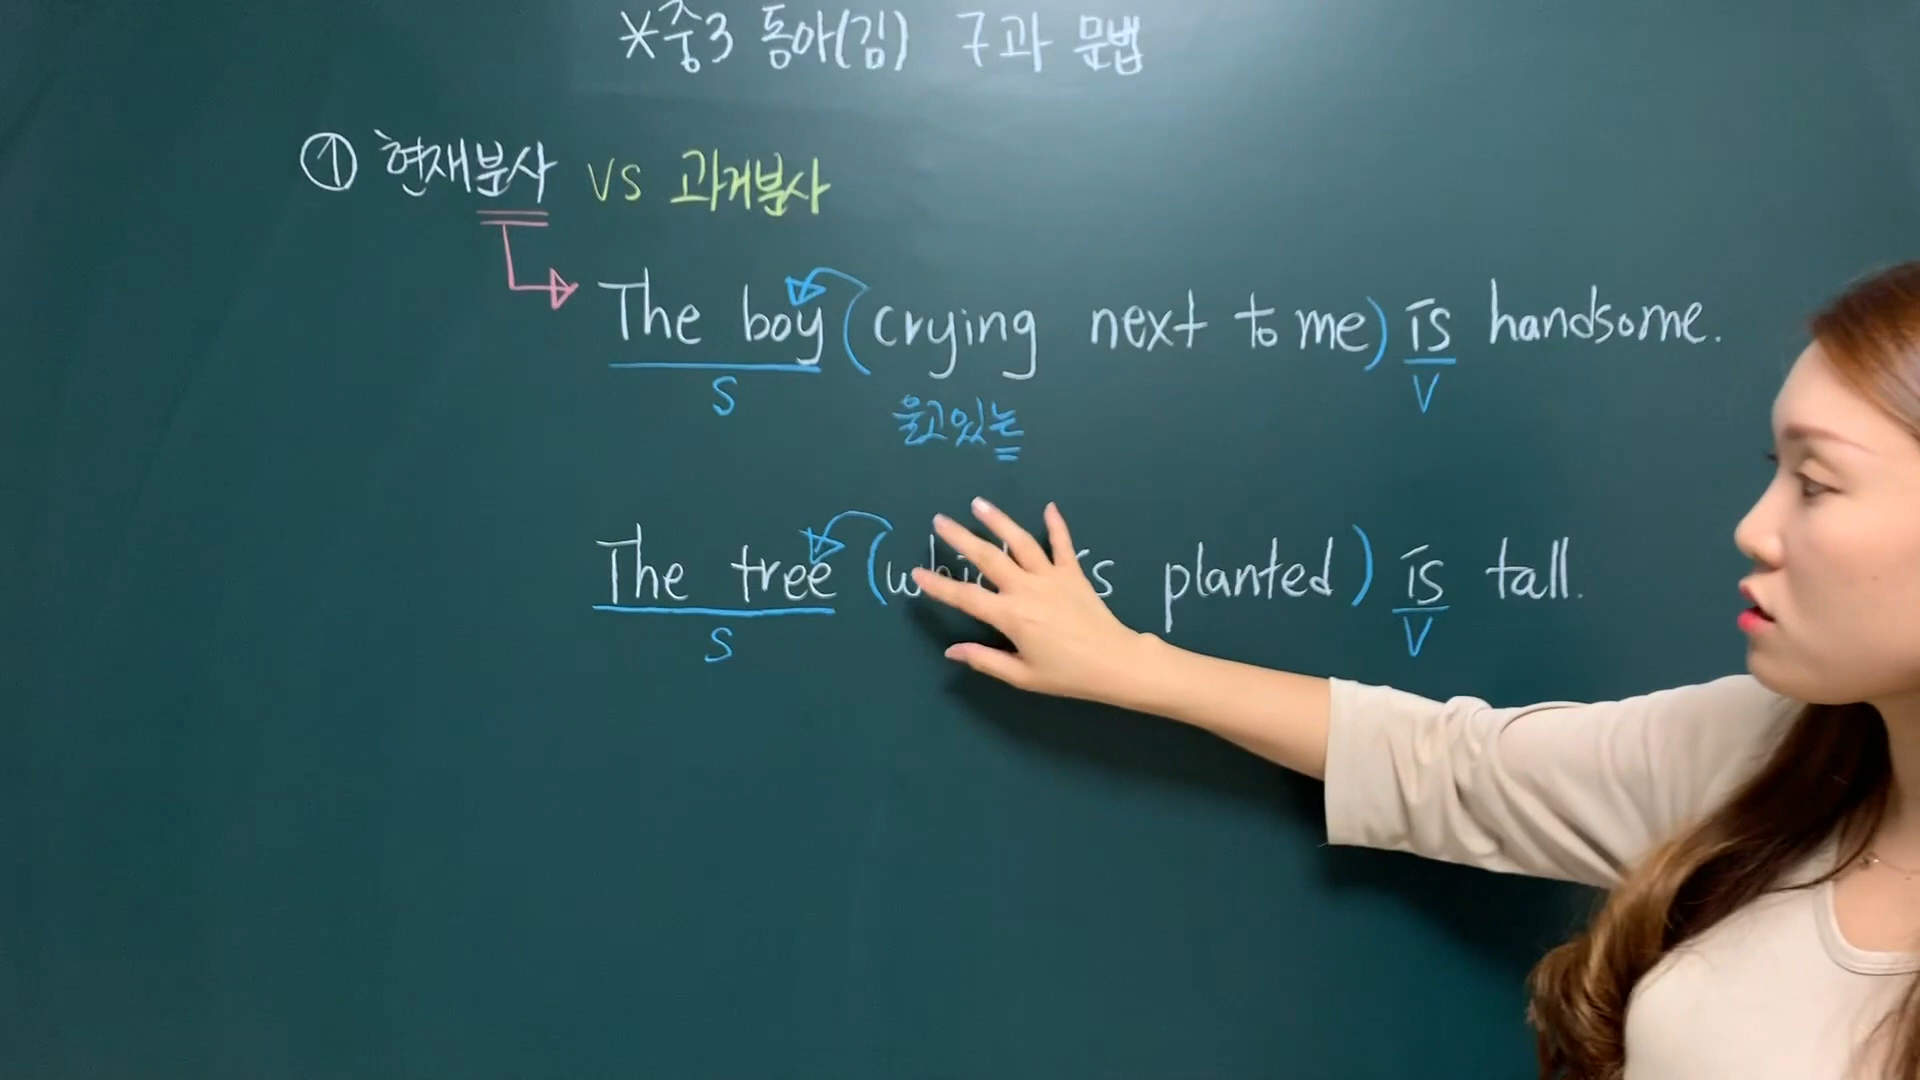 *중3 동아(김) 7과 문법
① 현재분사 vs 과거분사
The boy (crying next to me) is handsome.
S V
울고있는
The tree ( is planted) is tall.
S V